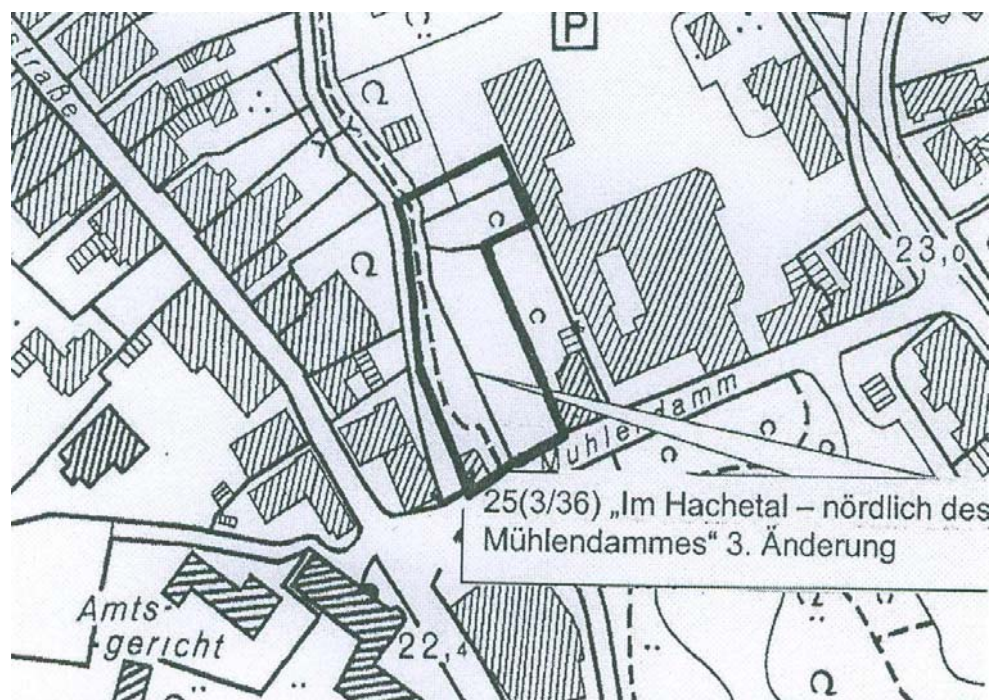 P
straße
23,0
Mühlendamm
25(3/36) „Im Hachetal – nördlich des
Mühlendammes“ 3. Änderung
Amts-
gericht
22,4